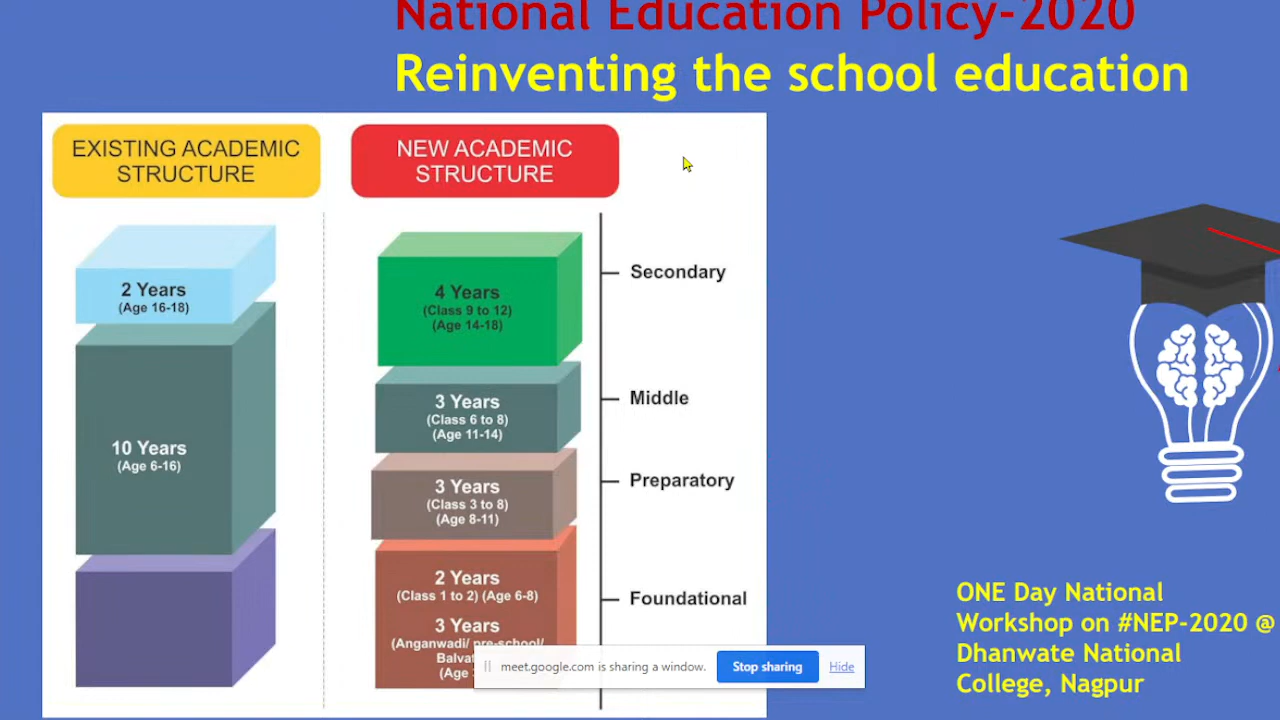 National Education Policy-2020
Reinventing the school education
EXISTING ACADEMIC
STRUCTURE
NEW ACADEMIC
STRUCTURE
2 Years
(Age 16-18)
10 Years
(Age 6-16)
4 Years
(Class 9 to 12)
(Age 14-18)
Secondary
3 Years
(Class 6 to 8)
(Age 11-14)
Middle
3 Years
(Class 3 to 8)
(Age 8-11)
Preparatory
2 Years
(Class 1 to 2) (Age 6-8)
Foundational
3 Years
(Anganwadi/ pre-school/
(Age
meet.google.com is sharing a window.
Stop sharing
Hide
ONE Day National
Workshop on #NEP-2020 @
Dhanwate National
College, Nagpur